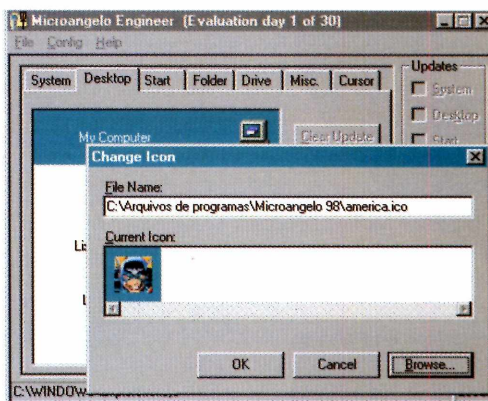 Microangelo Engineer (Evaluation day 1 of 30)
File Config Help
System Desktop Start Folder Drive Misc. Cursor
Updates
System
Desktop
Start
My Computer
Clear Update
Change Icon
File Name:
C:\Arquivos de programas\Microangelo 98\america.ico
Current Icon:
OK Cancel Browse...